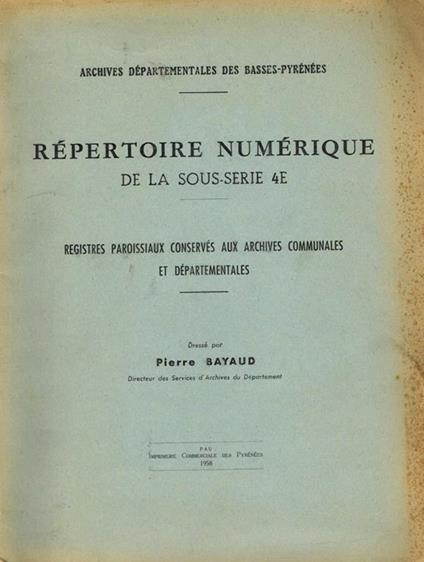 ARCHIVES DÉPARTEMENTALES DES BASSES-PYRÉNÉES
RÉPERTOIRE NUMÉRIQUE
DE LA SOUS-SERIE 4E
REGISTRES PAROISSIAUX CONSERVÉS AUX ARCHIVES COMMUNALES
ET DÉPARTEMENTALES
Dressé par
Pierre BAYAUD
Directeur des Services d'Archives du Département
PAU
IMPRIMERIE COMMERCIALE DES PYRÉNÉES
1958